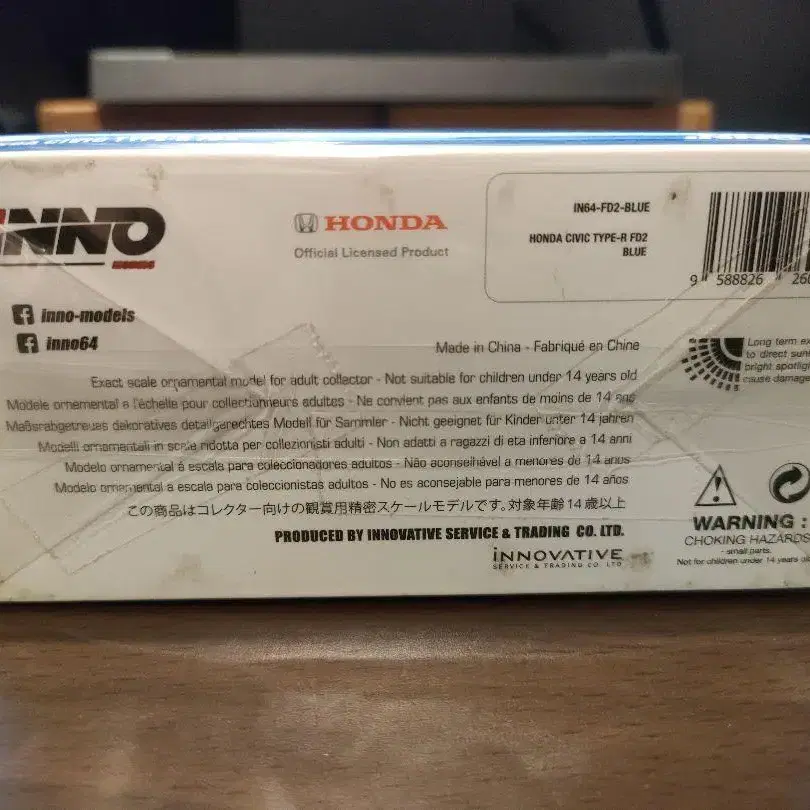 INNO
HONDA
Official Licensed Product
IN64-FD2-BLUE
HONDA CIVIC TYPE-R FD2
BLUE
9 588826
inno-models
inno64
Made in China - Fabriqué en Chine
Long term
to direct
bright
cause damage
Exact scale ornamental model for adult collector - Not suitable for children under 14 years old
Modèle ornemental a l'échelle pour collectionneurs adultes - Ne convient pas aux enfants de moins de 14 ans
Maßsrabgetreues dekoratives detailgerechtes Modell für Sammler - Nicht geeignet für Kinder unter 14 jahren
Modelli ornamentali in scale ridotta per collezionisti adulti - Non adatti a ragazzi di eta inferiore a 14 anni
Modelo ornamental á escala para coleccionadores adultos - Não aconselhável a menores de 14 anos
Modelo ornamental a escala para coleccionistas adultos - No es aconsejable para menores de 14 años
この商品はコレクター向けの観賞用精密スケールモデルです。対象年齢14歳以上
PRODUCED BY INNOVATIVE SERVICE & TRADING CO. LTD.
INNOVATIVE
SERVICE & TRADING CO. LTD
WARNING :
CHOKING HAZARDS
- small parts.
Not for children under 14 years